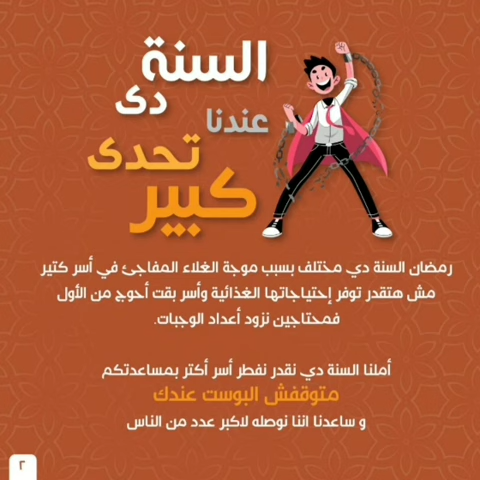 السنة
دى
عندنا
تحدى
كبير
رمضان السنة دي مختلف بسبب موجة الغلاء المفاجئ في أسر كتير
مش هتقدر توفر إحتياجاتها الغذائية وأسر بقت أحوج من الأول
فمحتاجين نزود أعداد الوجبات.
أملنا السنة دي نقدر نفطر أسر أكتر بمساعدتكم
متوقفش البوست عندك
و ساعدنا اننا نوصله لاكبر عدد من الناس
٢